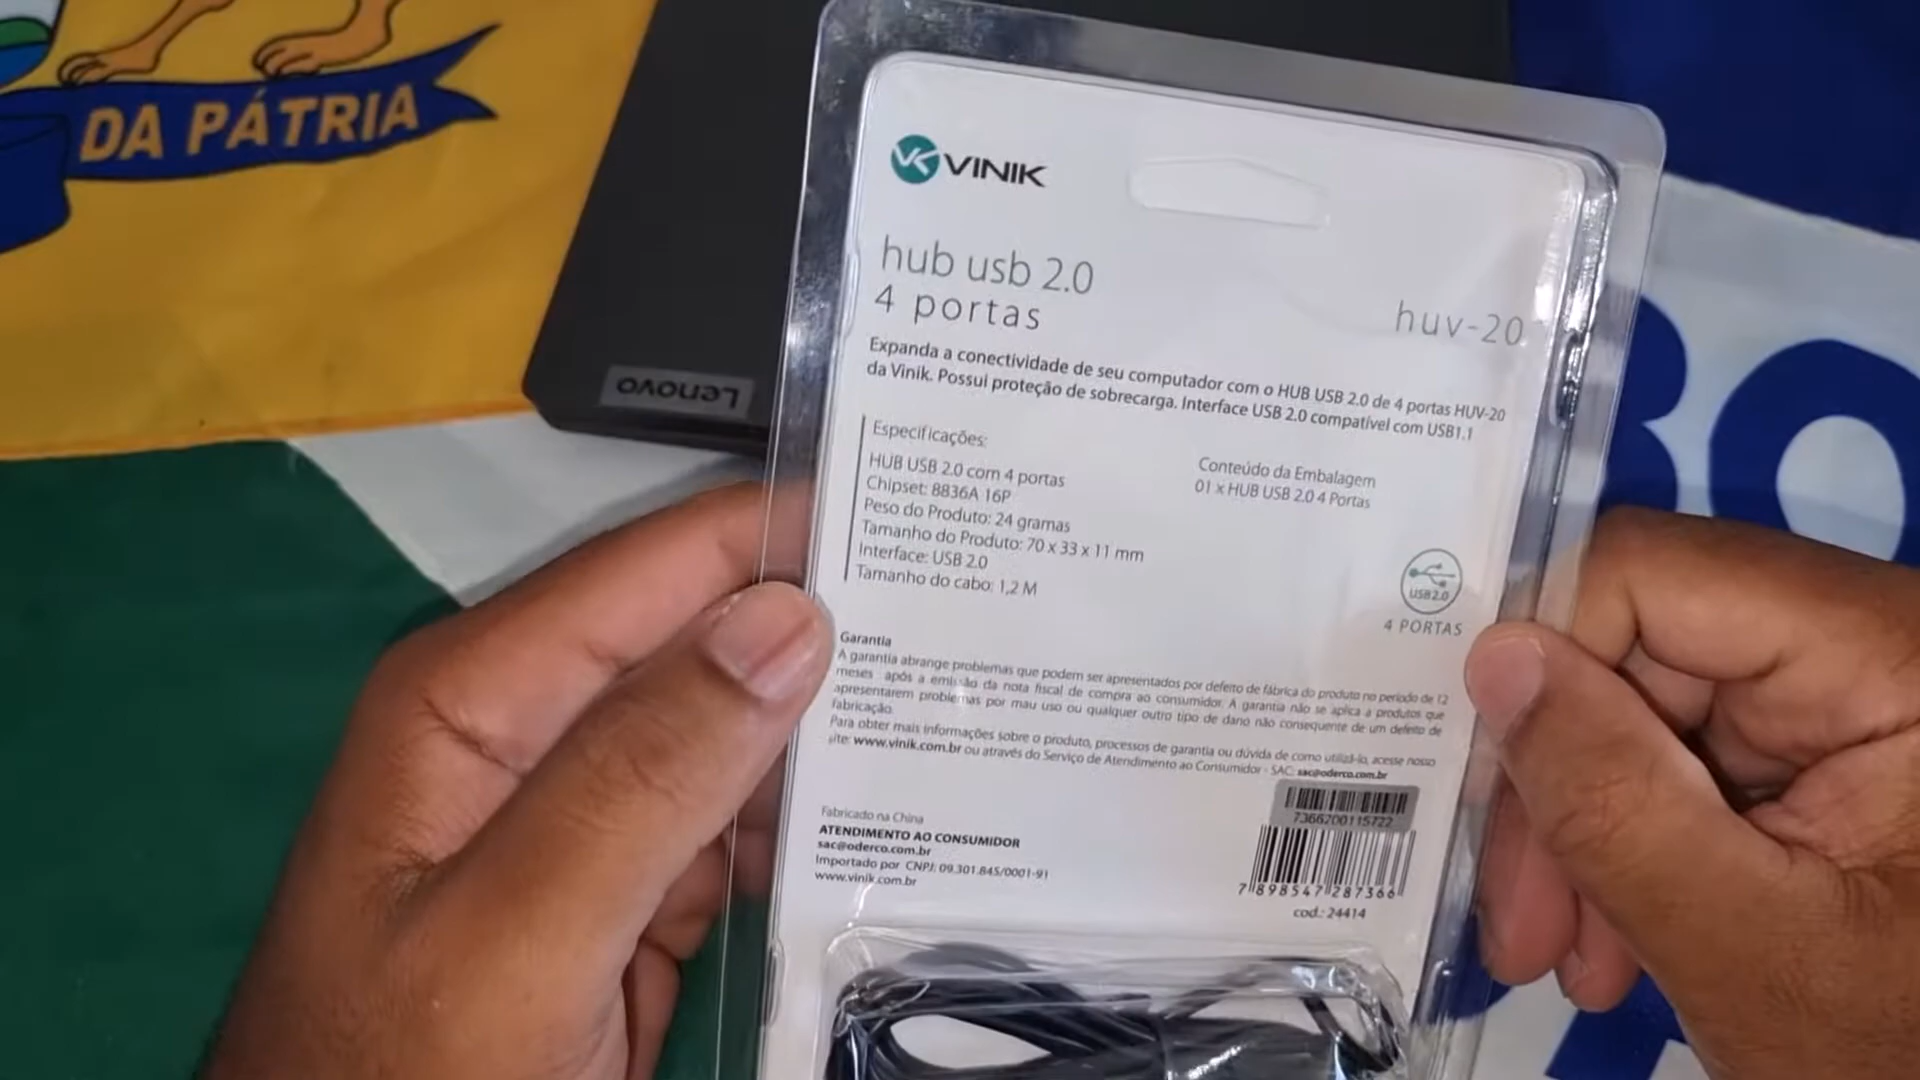 DA PÁTRIA
Lenovo
VINIK
hub usb 2.0
4 portas
huv-20
Expanda a conectividade de seu computador com o HUB USB 2.0 de 4 portas HUV-20
da Vinik. Possui proteção de sobrecarga. Interface USB 2.0 compatível com USB1.1
Especificações:
HUB USB 2.0 com 4 portas
Chipset: 8836A 16P
Peso do Produto: 24 gramas
Tamanho do Produto: 70 x 33 x 11 mm
Interface: USB 2.0
Tamanho do cabo: 1,2 M
Conteúdo da Embalagem
01 x HUB USB 2.0 4 Portas
USB 2.0
4 PORTAS
Garantia
A garantia abrange problemas que podem ser apresentados por defeito de fábrica do produto no período de 12
meses após a emissão da nota fiscal de compra ao consumidor. A garantia não se aplica a produtos que
apresentarem problemas por mau uso ou qualquer outro tipo de dano não consequente de um defeito de
fabricação.
Para obter mais informações sobre o produto, processos de garantia ou dúvida de como utilizá-lo, acesse nosso
site: www.vinik.com.br ou através do Serviço de Atendimento ao Consumidor - SAC: sac@oderco.com.br
Fabricado na China
ATENDIMENTO AO CONSUMIDOR
sac@oderco.com.br
Importado por CNPJ: 09.301.845/0001-91
www.vinik.com.br
7366200115722
7 898547 287366
cod.: 24414